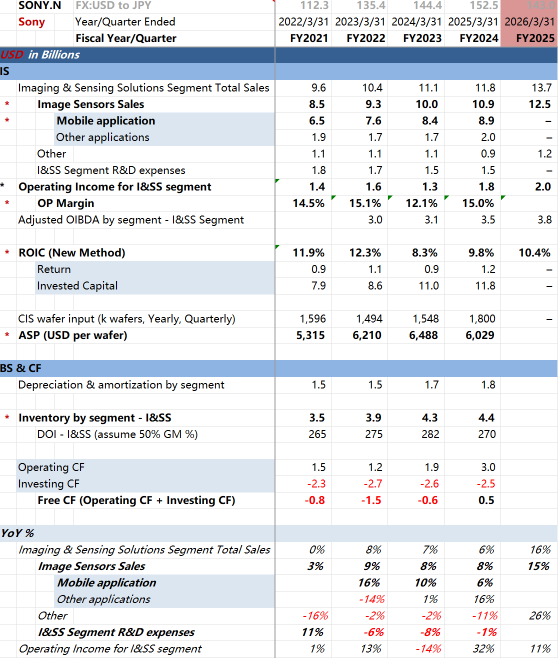 SONY.N FX:USD to JPY 112.3 135.4 144.4 152.5
Sony Year/Quarter Ended 2022/3/31 2023/3/31 2024/3/31 2025/3/31 2026/3/31
Fiscal Year/Quarter FY2021 FY2022 FY2023 FY2024 FY2025
USD in Billions
IS
Imaging & Sensing Solutions Segment Total Sales 9.6 10.4 11.1 11.8 13.7
* Image Sensors Sales 8.5 9.3 10.0 10.9 12.5
* Mobile application 6.5 7.6 8.4 8.9 –
Other applications 1.9 1.7 1.7 2.0 –
Other 1.1 1.1 1.1 0.9 1.2
I&SS Segment R&D expenses 1.8 1.7 1.5 1.5 –
* Operating Income for I&SS segment 1.4 1.6 1.3 1.8 2.0
* OP Margin 14.5% 15.1% 12.1% 15.0%
Adjusted OIBDA by segment - I&SS Segment 3.0 3.1 3.5 3.8
* ROIC (New Method) 11.9% 12.3% 8.3% 9.8% 10.4%
Return 0.9 1.1 0.9 1.2 –
Invested Capital 7.9 8.6 11.0 11.8 –
CIS wafer input (k wafers, Yearly, Quarterly) 1,596 1,494 1,548 1,800 –
* ASP (USD per wafer) 5,315 6,210 6,488 6,029
BS & CF
Depreciation & amortization by segment 1.5 1.5 1.7 1.8
* Inventory by segment - I&SS 3.5 3.9 4.3 4.4
DOI - I&SS (assume 50% GM %) 265 275 282 270
Operating CF 1.5 1.2 1.9 3.0
Investing CF -2.3 -2.7 -2.6 -2.5
Free CF (Operating CF + Investing CF) -0.8 -1.5 -0.6 0.5
YoY %
Imaging & Sensing Solutions Segment Total Sales 0% 8% 7% 6% 16%
Image Sensors Sales 3% 9% 8% 8% 15%
Mobile application 16% 10% 6%
Other applications -14% 1% 16%
Other -16% -2% -2% -11% 26%
I&SS Segment R&D expenses 11% -6% -8% -1%
Operating Income for I&SS segment 1% 13% -14% 32% 11%